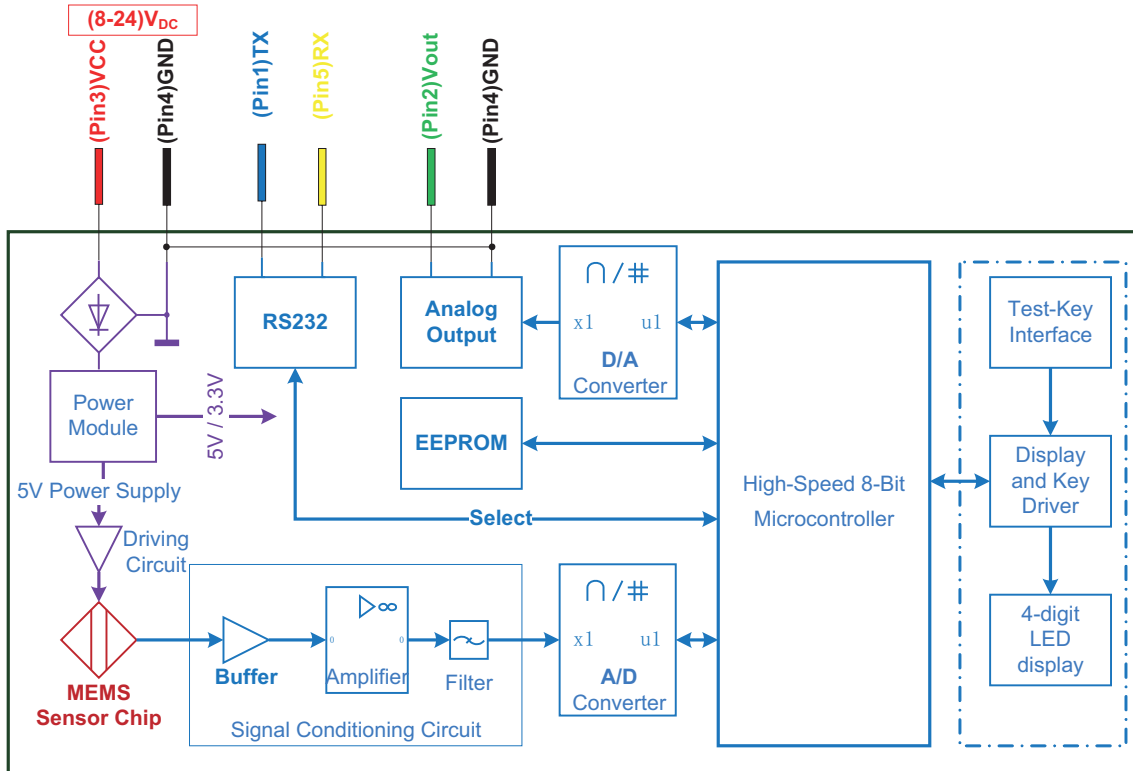 (8-24)VDC
(Pin3)VCC
(Pin4)GND
(Pin1)TX
(Pin5)RX
(Pin2)Vout
(Pin4)GND
RS232
Analog
Output
∩/#
x1 u1
D/A
Converter
Test-Key
Interface
Power
Module
5V / 3.3V
EEPROM
High-Speed 8-Bit
Microcontroller
Display
and Key
Driver
5V Power Supply
Select
Driving
Circuit
MEMS
Sensor Chip
Buffer
▷∞
0 0
Amplifier
Filter
Signal Conditioning Circuit
∩/#
x1 u1
A/D
Converter
4-digit
LED
display